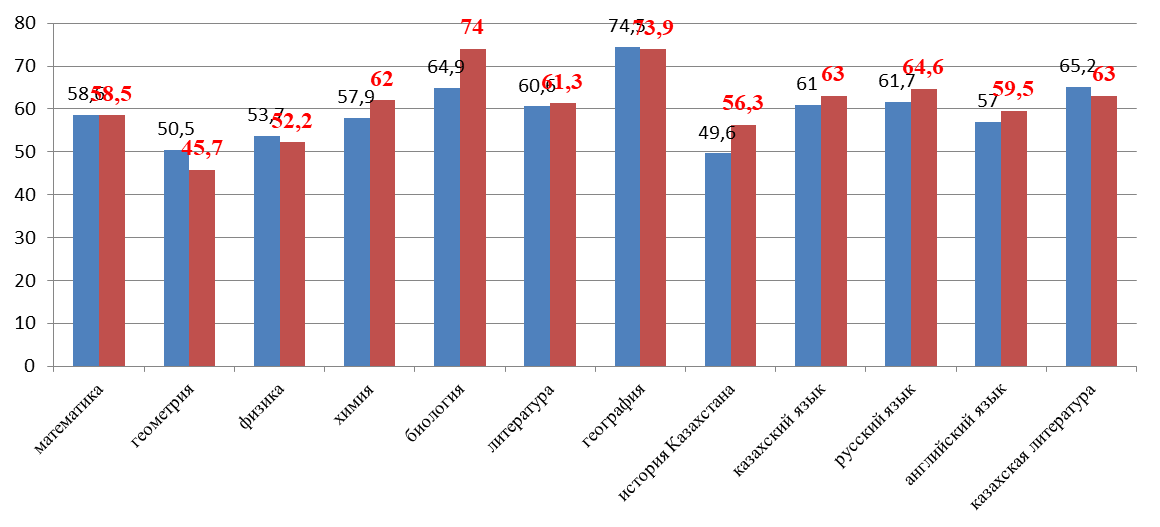 80
70
60
50
40
30
20
10
0
58,6
58,5
50,5
45,7
53,7
52,2
57,9
62
64,9
74
60,6
61,3
74,5
73,9
49,6
56,3
61
63
61,7
64,6
57
59,5
65,2
63
математика
геометрия
физика
химия
биология
литература
география
история Казахстана
казахский язык
русский язык
английский язык
казахская литература